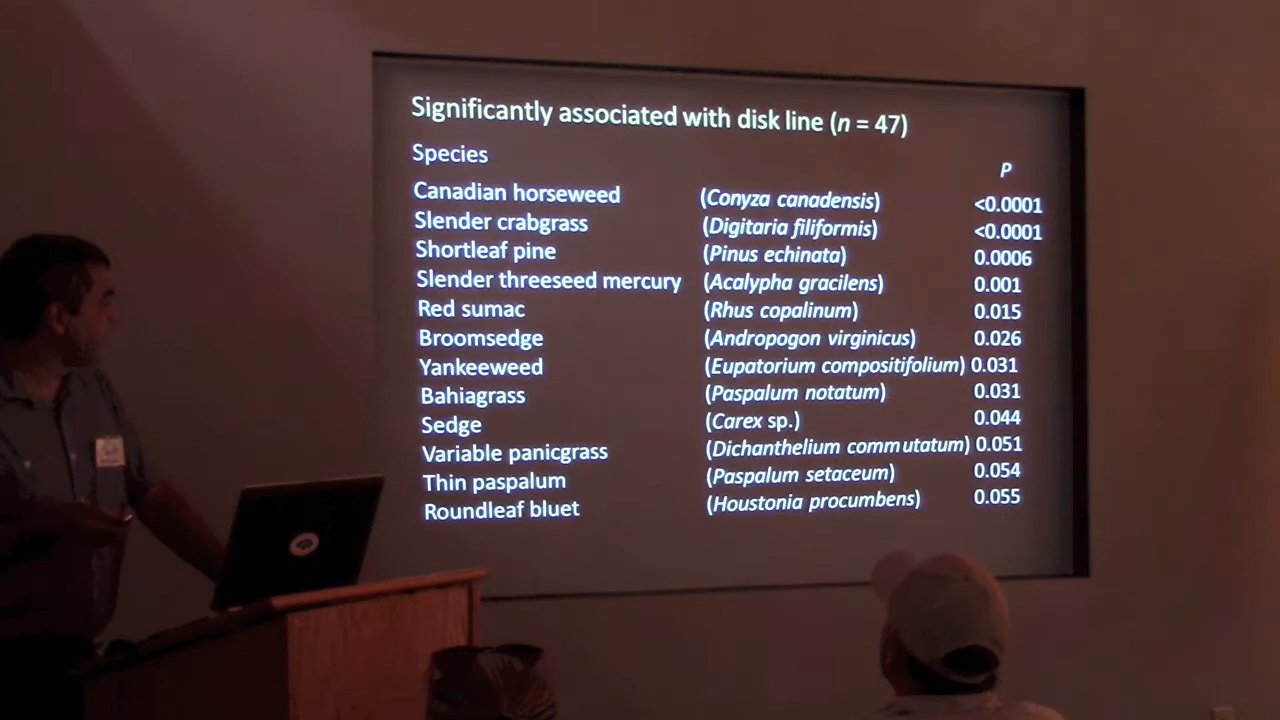 Significantly associated with disk line (n = 47)
Species P
Canadian horseweed (Conyza canadensis) <0.0001
Slender crabgrass (Digitaria filiformis) <0.0001
Shortleaf pine (Pinus echinata) 0.0006
Slender threeseed mercury (Acalypha gracilens) 0.001
Red sumac (Rhus copalinum) 0.015
Broomsedge (Andropogon virginicus) 0.026
Yankeeweed (Eupatorium compositifolium) 0.031
Bahiagrass (Paspalum notatum) 0.031
Sedge (Carex sp.) 0.044
Variable panicgrass (Dichanthelium commutatum) 0.051
Thin paspalum (Paspalum setaceum) 0.054
Roundleaf bluet (Houstonia procumbens) 0.055